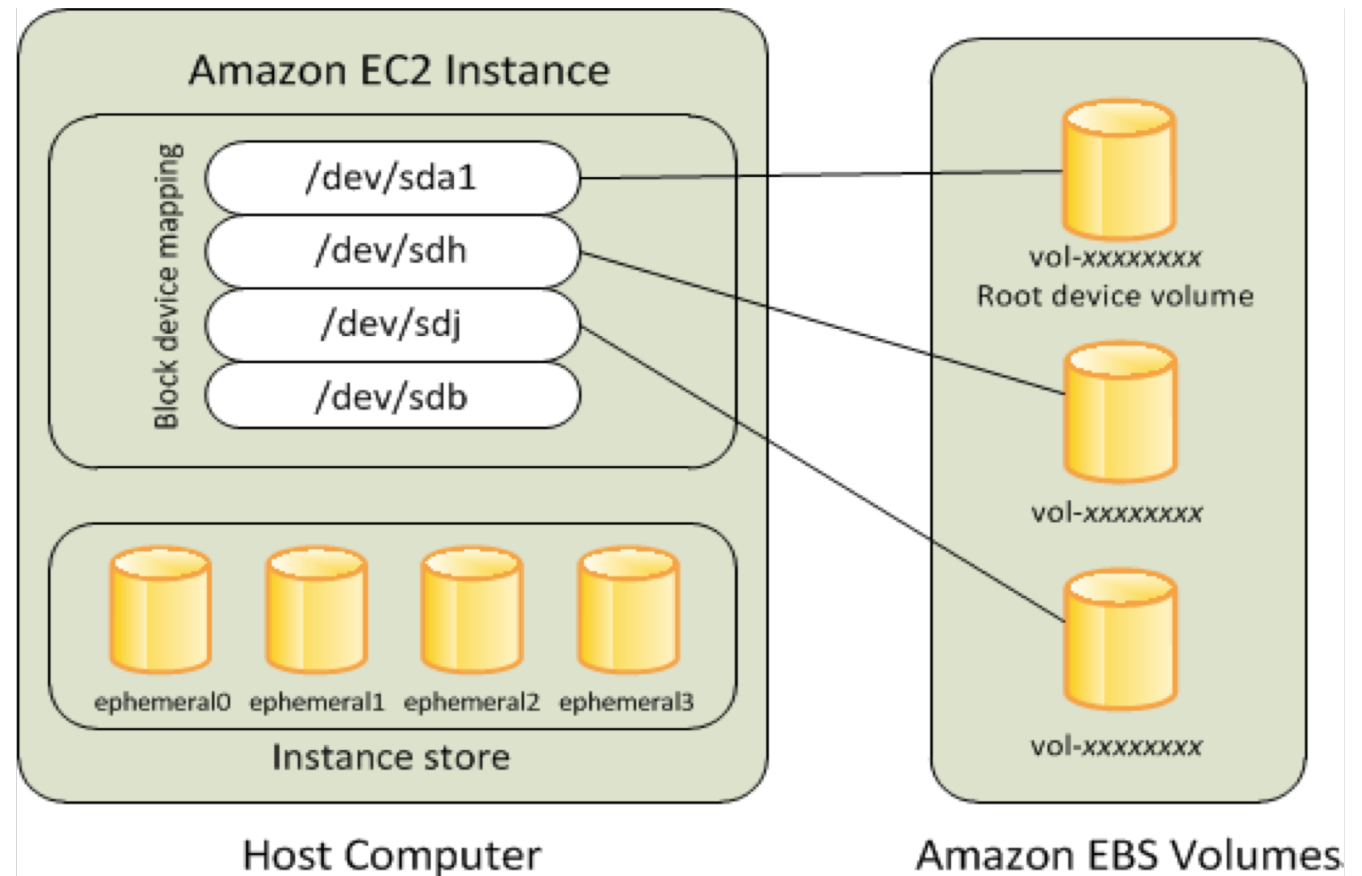 Amazon EC2 Instance
Block device mapping
/dev/sda1
/dev/sdh
/dev/sdj
/dev/sdb
ephemeral0 ephemeral1 ephemeral2 ephemeral3
Instance store
Host Computer
vol-xxxxxxxx
Root device volume
vol-xxxxxxxx
vol-xxxxxxxx
Amazon EBS Volumes